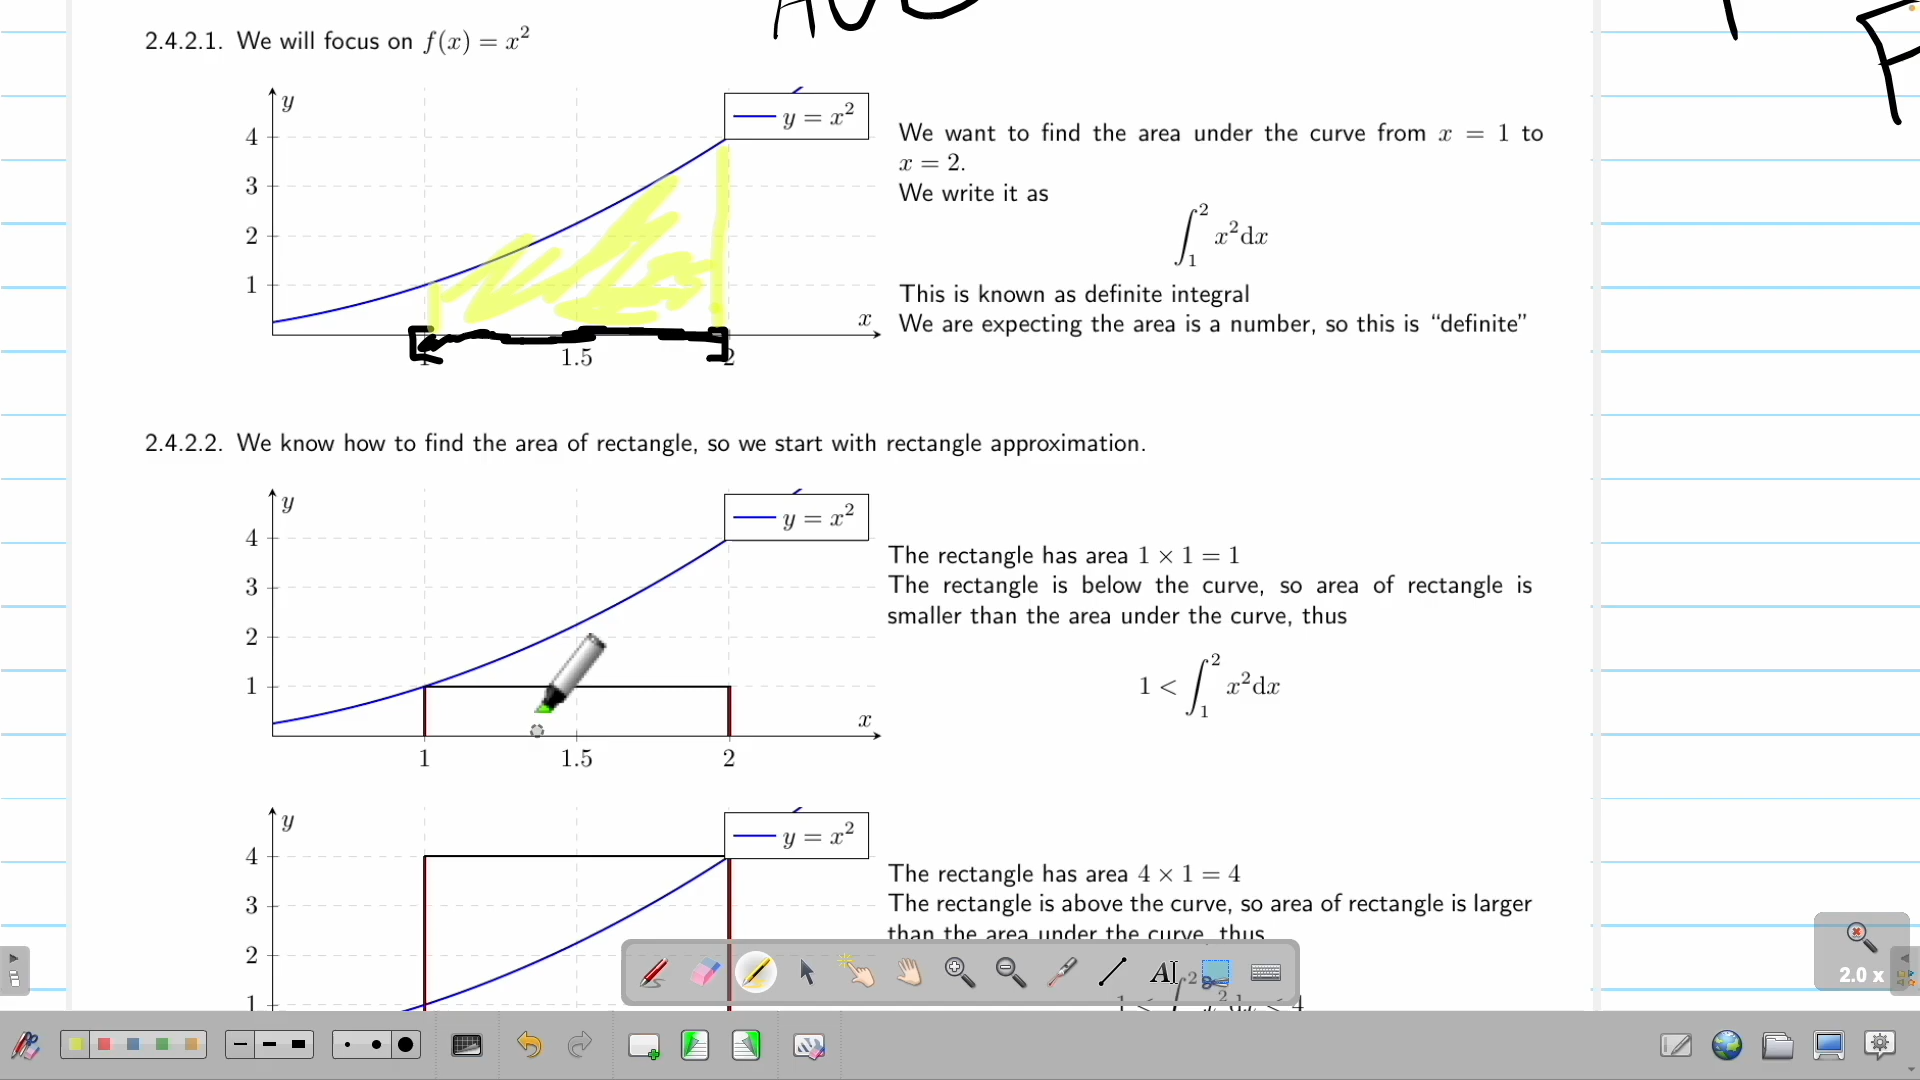 2.4.2.1. We will focus on f(x) = x²
y
y = x²
4
3
2
1
x
1.5
2
We want to find the area under the curve from x = 1 to
x = 2.
We write it as
∫₁² x²dx
This is known as definite integral
We are expecting the area is a number, so this is “definite”
2.4.2.2. We know how to find the area of rectangle, so we start with rectangle approximation.
y
y = x²
4
3
2
1
x
1
1.5
2
The rectangle has area 1 × 1 = 1
The rectangle is below the curve, so area of rectangle is
smaller than the area under the curve, thus
1 < ∫₁² x²dx
y
y = x²
4
3
2
1
The rectangle has area 4 × 1 = 4
The rectangle is above the curve, so area of rectangle is larger
than the area under the curve, thus
2.0 x